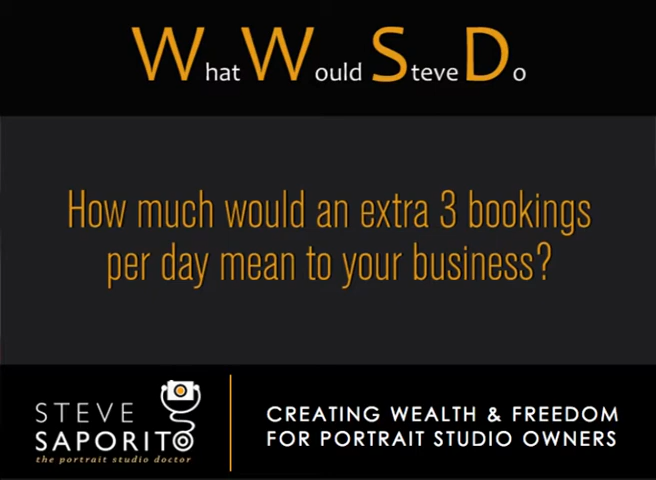 What Would Steve Do
How much would an extra 3 bookings
per day mean to your business?
STEVE
SAPORITO
the portrait studio doctor
CREATING WEALTH & FREEDOM
FOR PORTRAIT STUDIO OWNERS